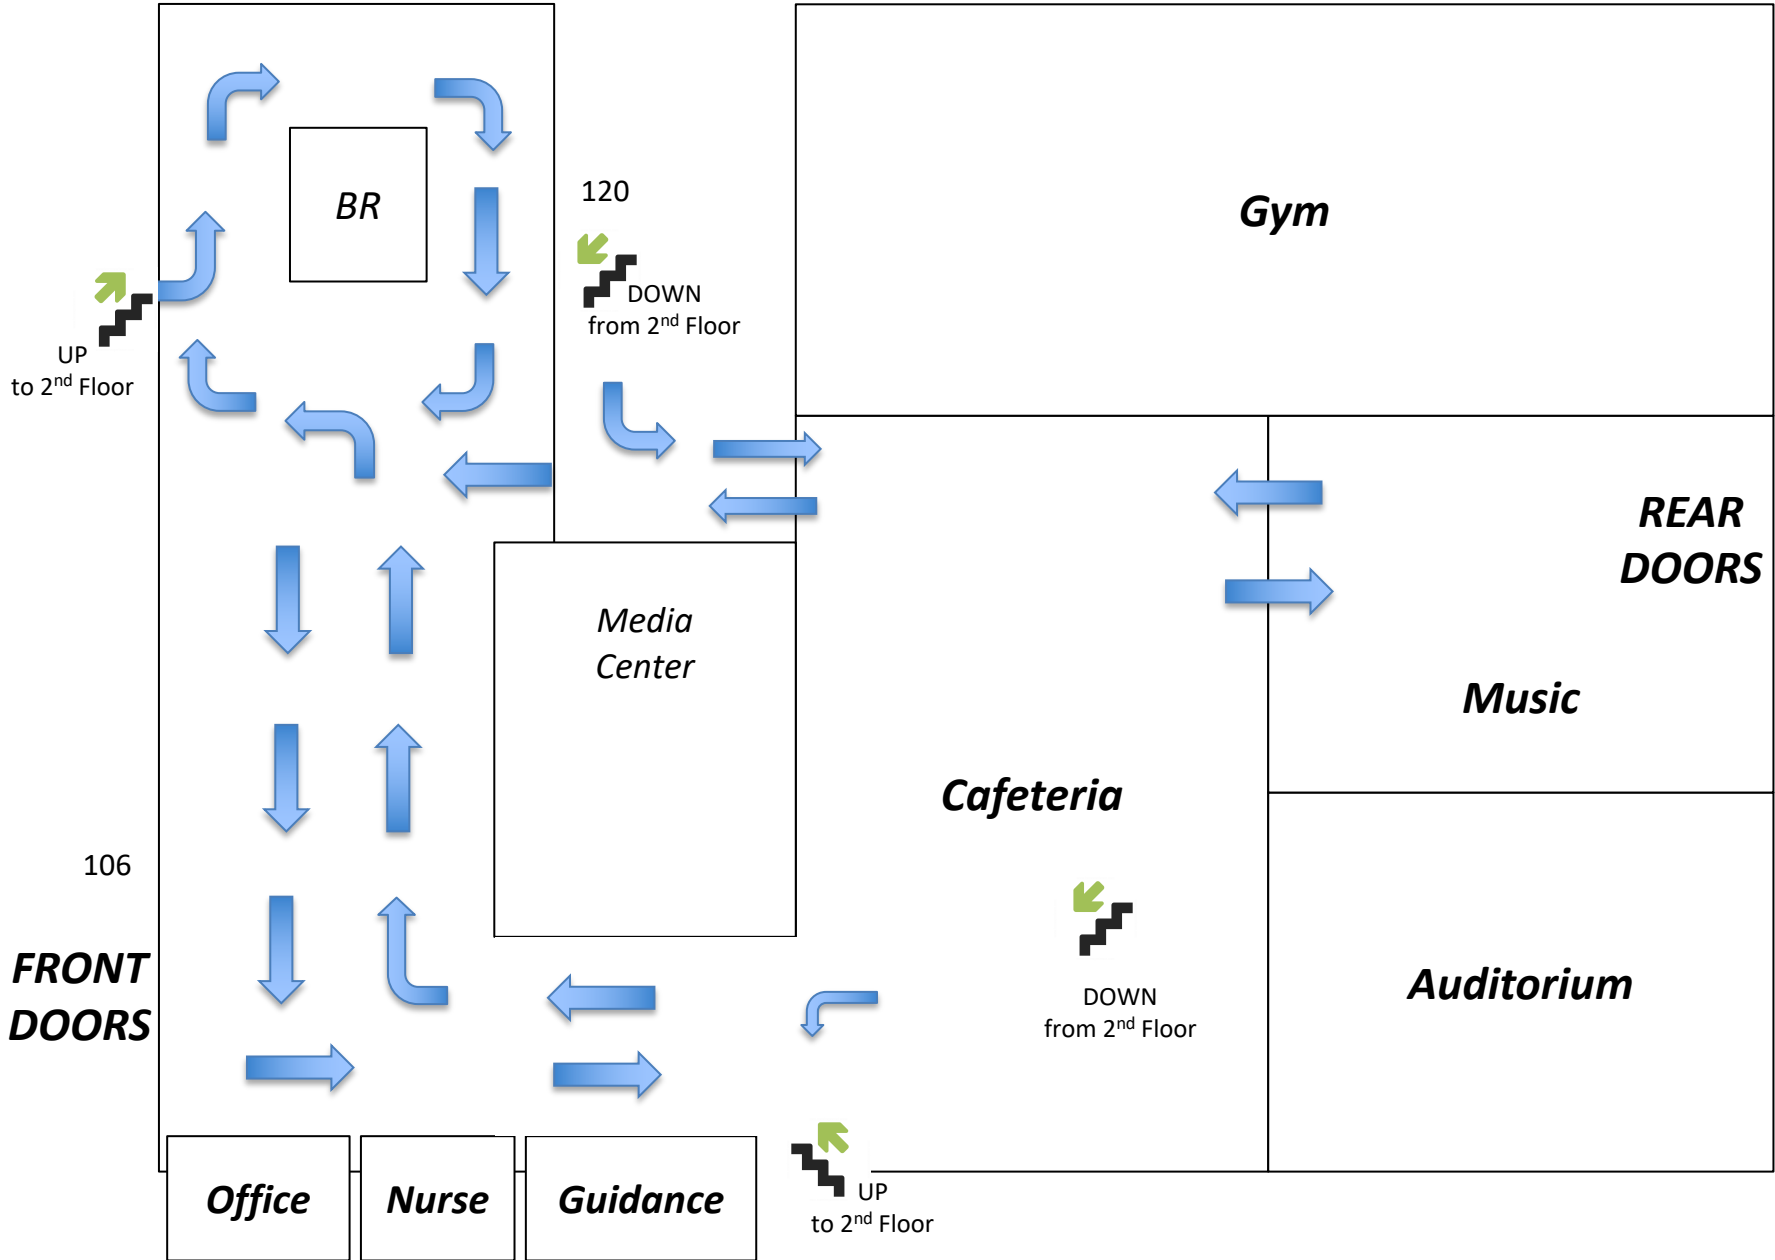 BR
120
Gym
DOWN
from 2nd Floor
UP
to 2nd Floor
REAR
DOORS
Media
Center
Music
Cafeteria
106
FRONT
DOORS
Auditorium
DOWN
from 2nd Floor
Office
Nurse
Guidance
UP
to 2nd Floor